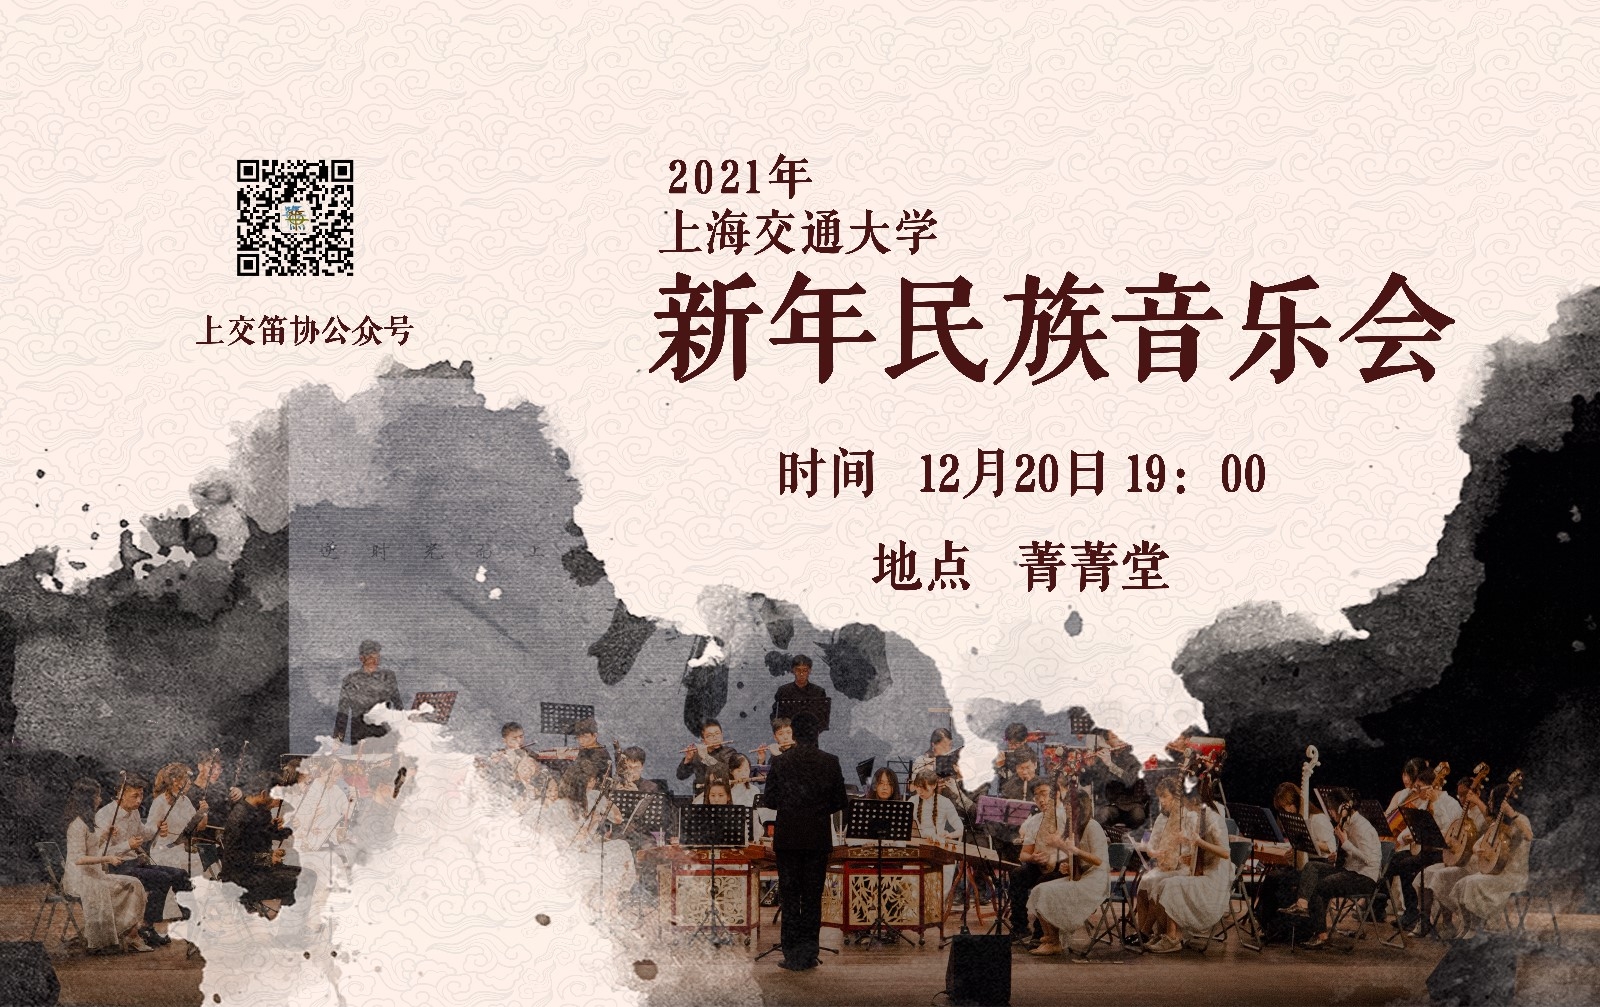 2021年
上海交通大学
新年民族音乐会
上交笛协公众号
时间 12月20日 19：00
地点 菁菁堂